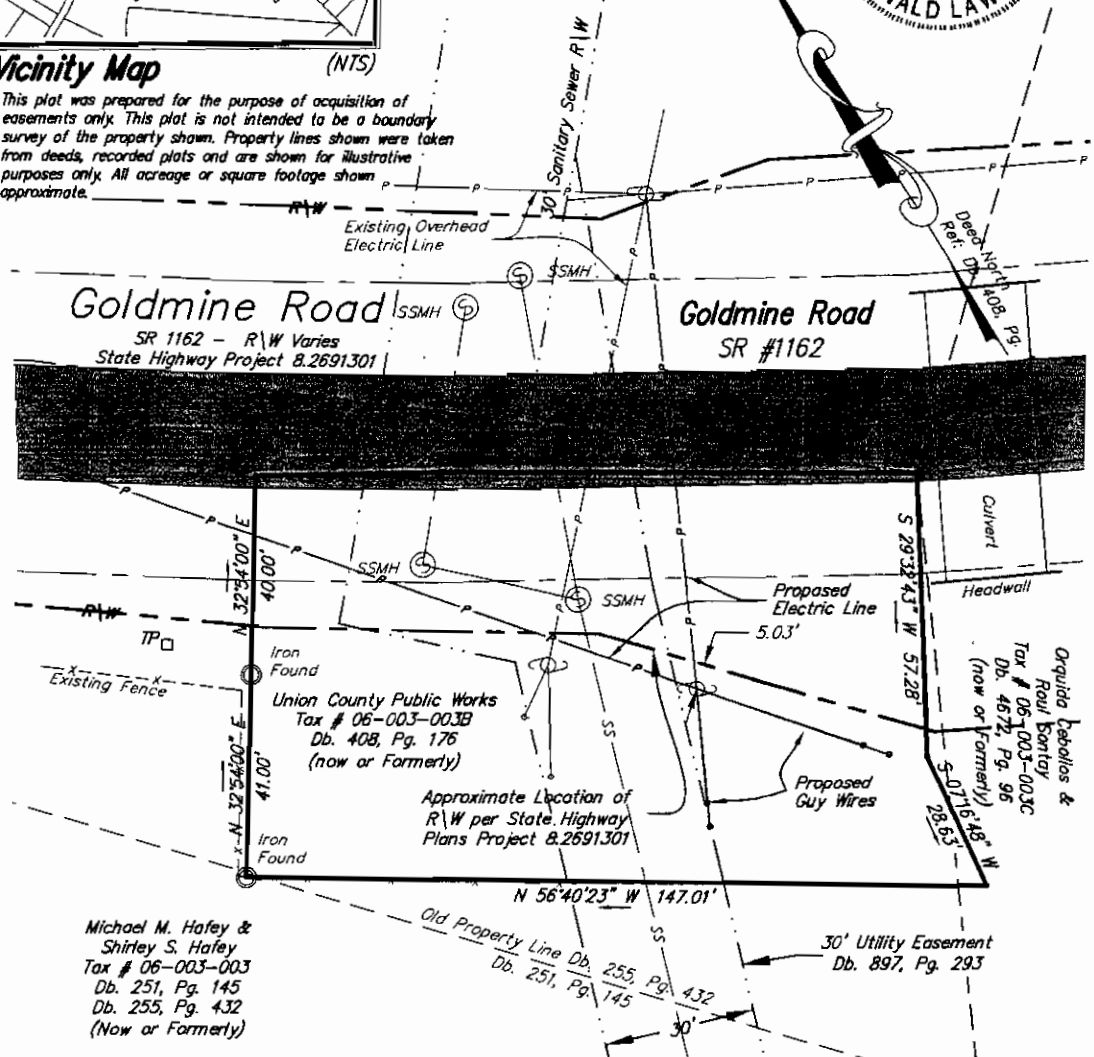 WALD LAW
Vicinity Map
(NTS)
This plat was prepared for the purpose of acquisition of
easements only. This plat is not intended to be a boundary
survey of the property shown. Property lines shown were taken
from deeds, recorded plats and are shown for illustrative
purposes only. All acreage or square footage shown
approximate.
30' Sanitary Sewer R\W
R\W
Existing Overhead
Electric Line
Deed North
Ref: Db. 408, Pg.
SSMH
SSMH
Goldmine Road
SR 1162 - R\W Varies
State Highway Project 8.2691301
Goldmine Road
SR #1162
N 32°54'00" E
40.00'
S 29°32'43" W 57.28'
Culvert
Headwall
SSMH
SSMH
Proposed
Electric Line
5.03'
R\W
TP
Iron
Found
Existing Fence
Union County Public Works
Tax # 06-003-003B
Db. 408, Pg. 176
(now or Formerly)
Orquida Cebollos &
Raul Bontay
Tax # 06-003-003C
Db. 4672, Pg. 96
(now or Formerly)
N 32°54'00" E
41.00'
SS
Approximate Location of
R\W per State Highway
Plans Project 8.2691301
Proposed
Guy Wires
S 07°16'48" W
28.63'
Iron
Found
N 56°40'23" W 147.01'
Michael M. Hafey &
Shirley S. Hafey
Tax # 06-003-003
Db. 251, Pg. 145
Db. 255, Pg. 432
(Now or Formerly)
Old Property Line Db. 255, Pg. 432
Db. 251, Pg. 145
SS
30' Utility Easement
Db. 897, Pg. 293
30'